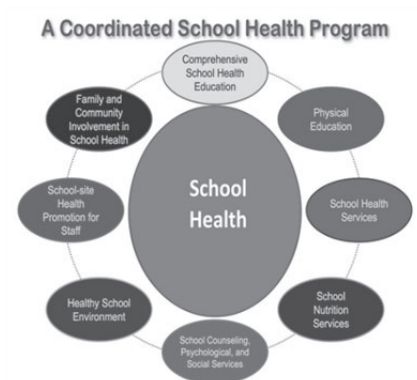 A Coordinated School Health Program
Comprehensive
School Health
Education
Physical
Education
School Health
Services
School
Nutrition
Services
School Counseling,
Psychological, and
Social Services
Healthy School
Environment
School-site
Health
Promotion for
Staff
Family and
Community
Involvement in
School Health
School
Health